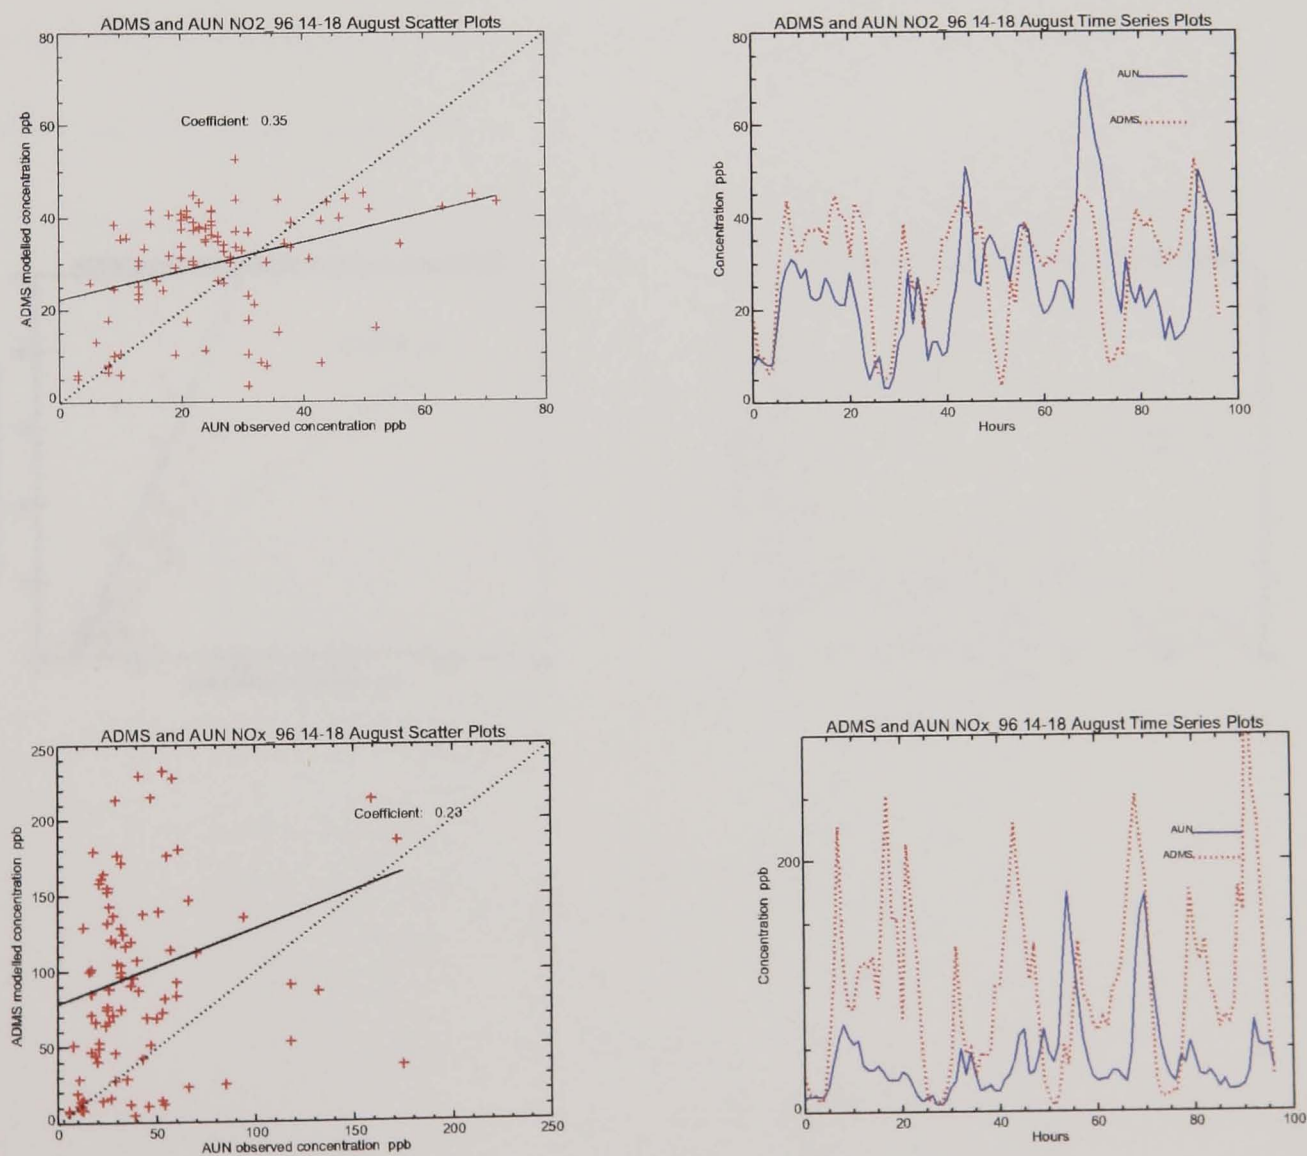 ADMS and AUN NO2_96 14-18 August Scatter Plots
80
60
40
20
0
0 20 40 60 80
ADMS modelled concentration ppb
Coefficient: 0.35
AUN observed concentration ppb
ADMS and AUN NO2_96 14-18 August Time Series Plots
80
60
40
20
0
0 20 40 60 80 100
Concentration ppb
AUN
ADMS
Hours
ADMS and AUN NOx_96 14-18 August Scatter Plots
250
200
150
100
50
0
0 50 100 150 200 250
ADMS modelled concentration ppb
Coefficient: 0.23
AUN observed concentration ppb
ADMS and AUN NOx_96 14-18 August Time Series Plots
200
0
0 20 40 60 80 100
Concentration ppb
AUN
ADMS
Hours